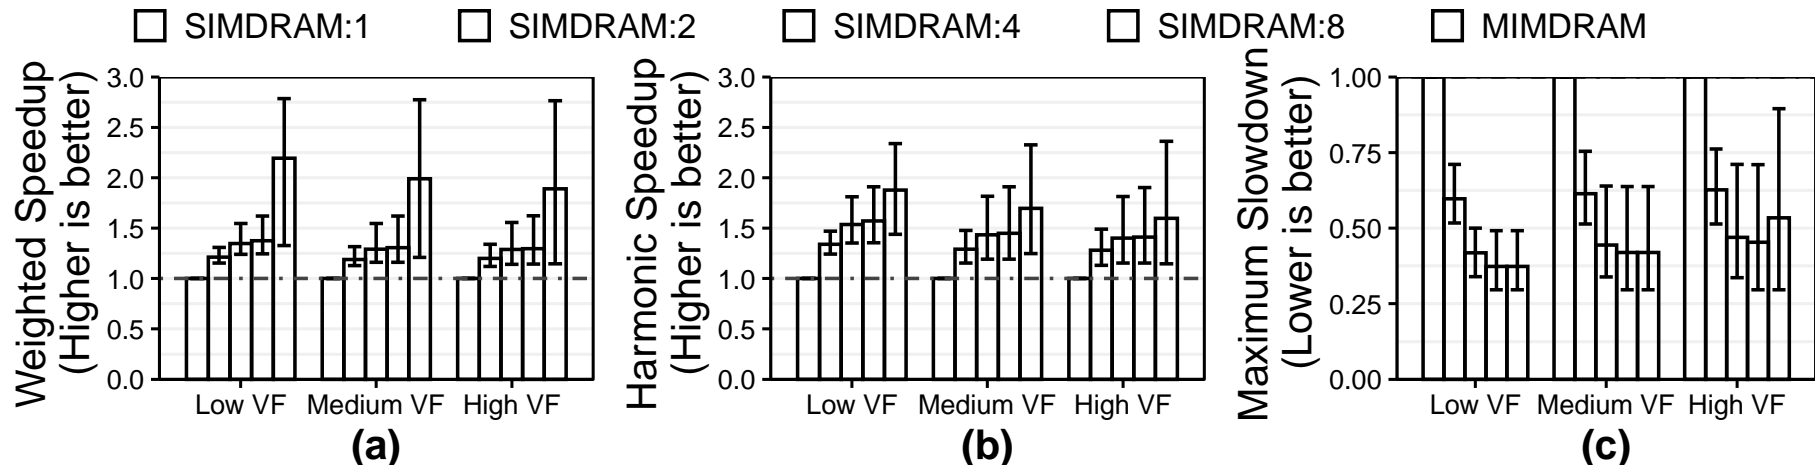 SIMDRAM:1 SIMDRAM:2 SIMDRAM:4 SIMDRAM:8 MIMDRAM
Weighted Speedup
(Higher is better)
3.0
2.5
2.0
1.5
1.0
0.5
0.0
Low VF Medium VF High VF
(a)
Harmonic Speedup
(Higher is better)
3.0
2.5
2.0
1.5
1.0
0.5
0.0
Low VF Medium VF High VF
(b)
Maximum Slowdown
(Lower is better)
1.00
0.75
0.50
0.25
0.00
Low VF Medium VF High VF
(c)